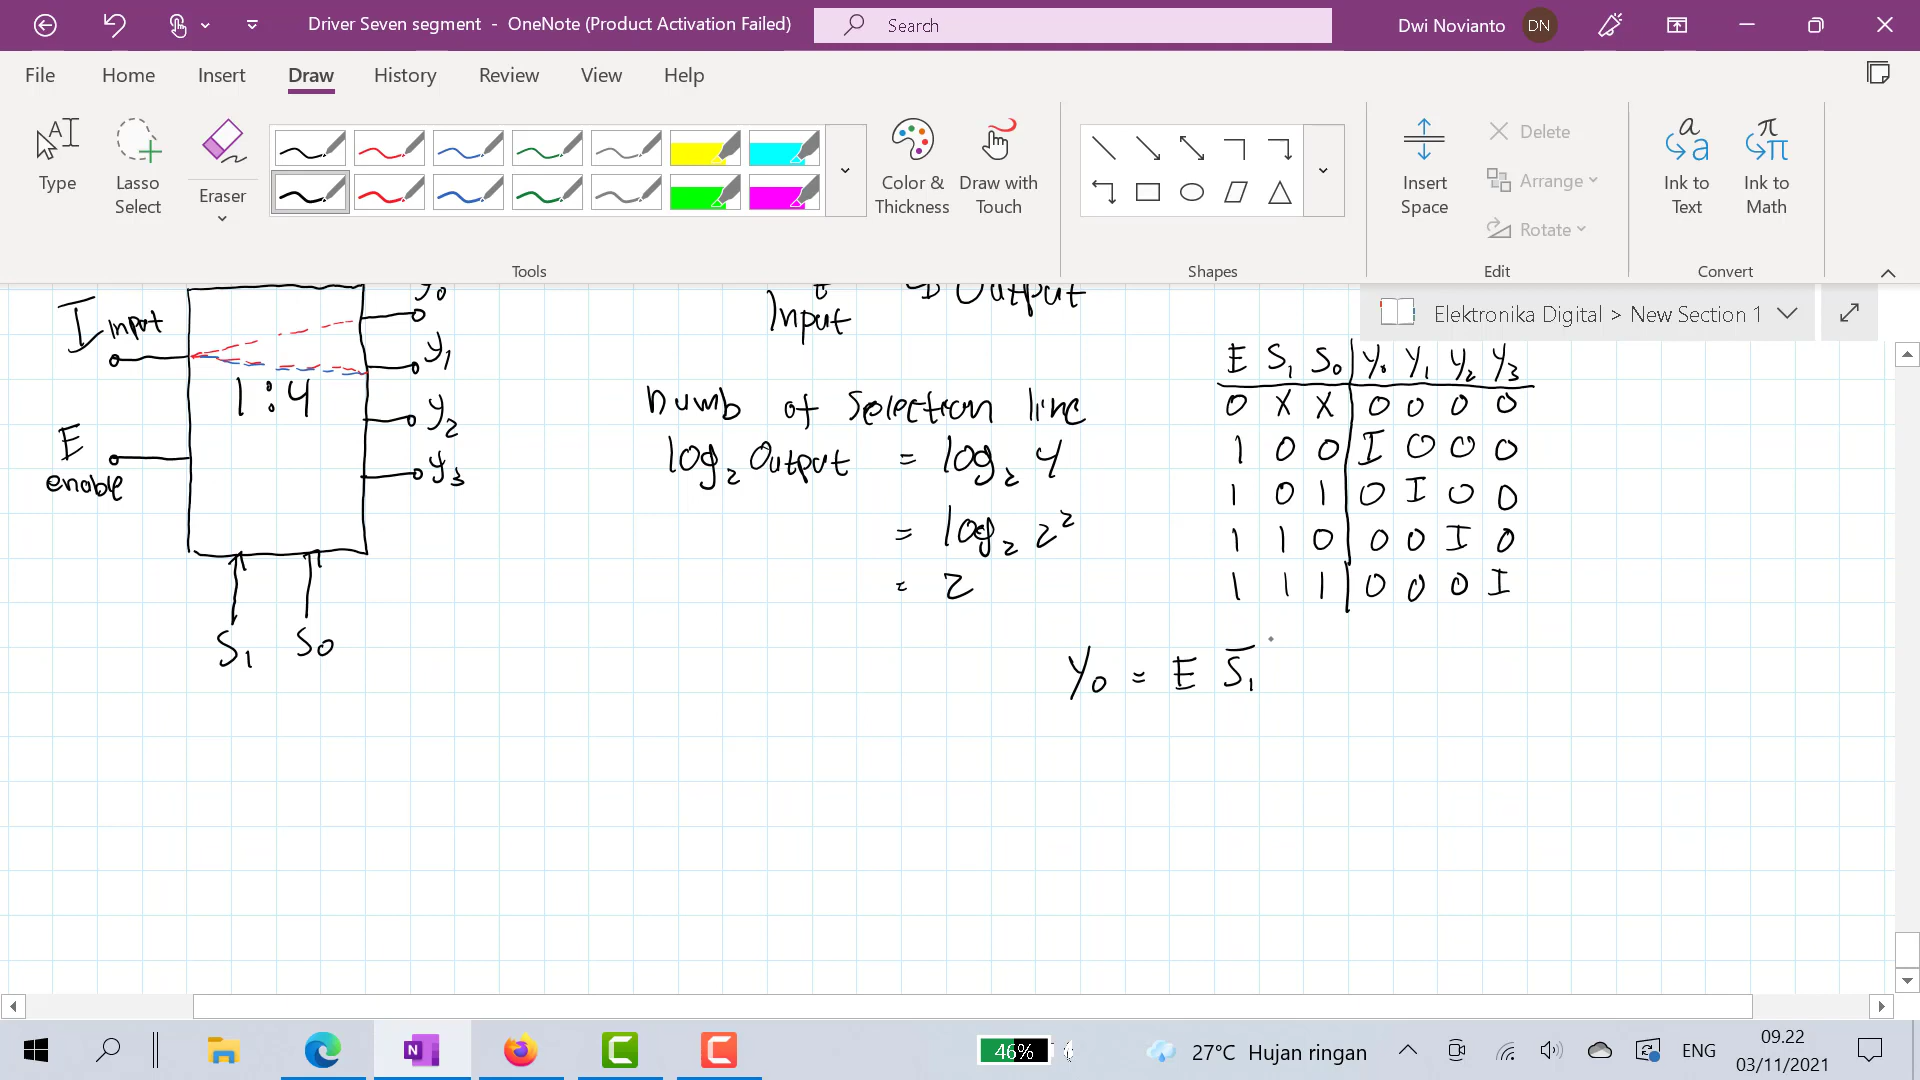 Driver Seven segment - OneNote (Product Activation Failed)
Search
Dwi Novianto
DN
File Home Insert Draw History Review View Help
Type
Lasso Select
Eraser
Color & Thickness
Draw with Touch
Insert Space
Delete
Arrange
Rotate
Ink to Text
Ink to Math
Tools
Shapes
Edit
Convert
Elektronika Digital > New Section 1
I input
E
enable
1:4
y0
y1
y2
y3
S1 S0
Input
Output
Numb of Selection line
log2 Output = log2 4
= log2 2²
= 2
E S1 S0 Y0 Y1 Y2 Y3
0 X X 0 0 0 0
1 0 0 I 0 0 0
1 0 1 0 I 0 0
1 1 0 0 0 I 0
1 1 1 0 0 0 I
Y0 = E S̅1
46%
27°C Hujan ringan
ENG
09.22
03/11/2021